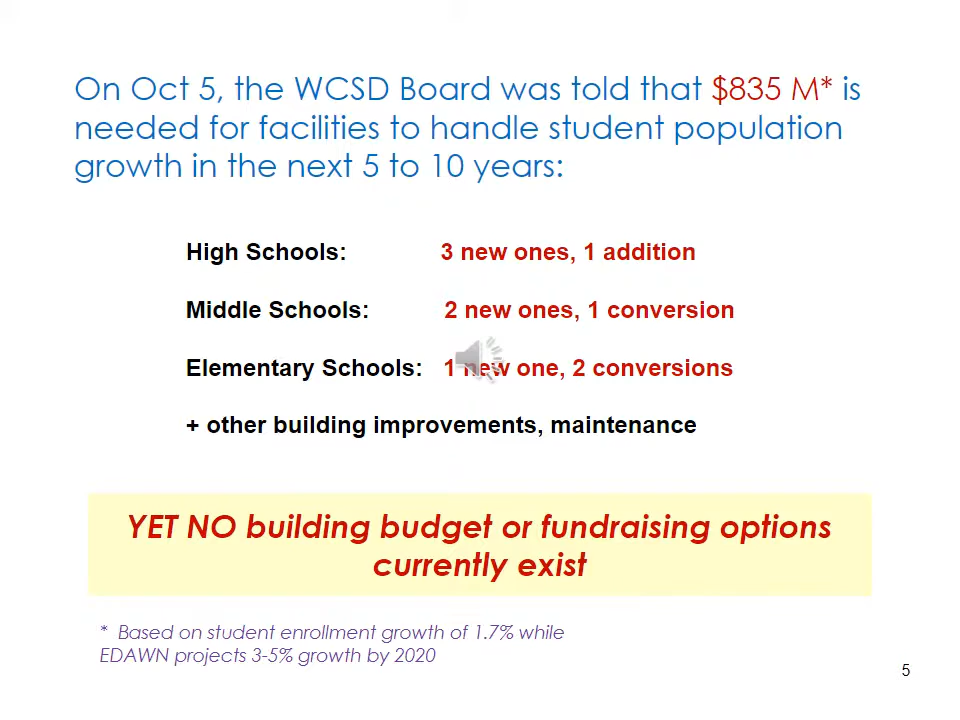 On Oct 5, the WCSD Board was told that $835 M* is
needed for facilities to handle student population
growth in the next 5 to 10 years:
High Schools: 3 new ones, 1 addition
Middle Schools: 2 new ones, 1 conversion
Elementary Schools: 1 new one, 2 conversions
+ other building improvements, maintenance
YET NO building budget or fundraising options
currently exist
* Based on student enrollment growth of 1.7% while
EDAWN projects 3-5% growth by 2020
5